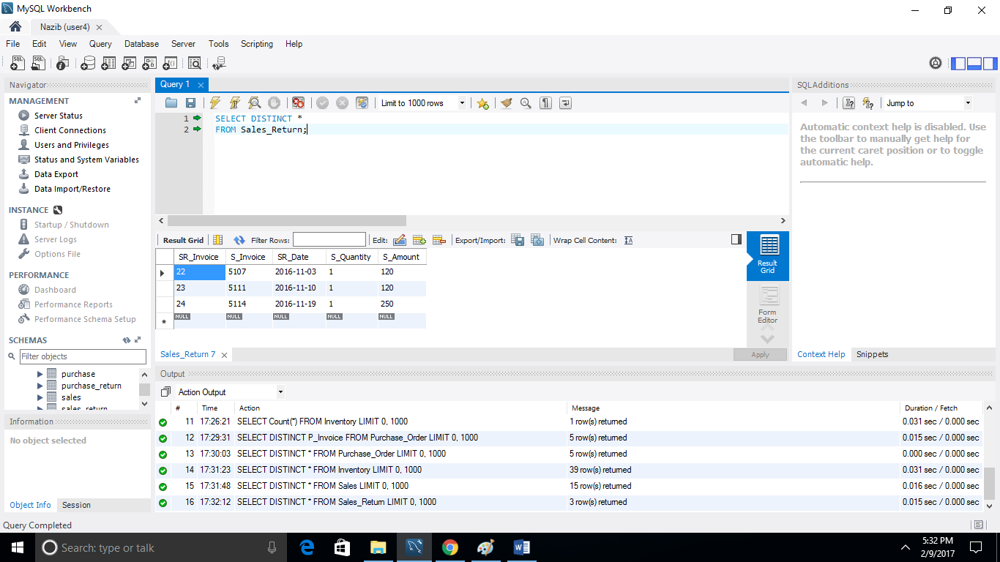 MySQL Workbench
Nazib (user4)
File Edit View Query Database Server Tools Scripting Help
Navigator
MANAGEMENT
Server Status
Client Connections
Users and Privileges
Status and System Variables
Data Export
Data Import/Restore
INSTANCE
Startup / Shutdown
Server Logs
Options File
PERFORMANCE
Dashboard
Performance Reports
Performance Schema Setup
SCHEMAS
Filter objects
purchase
purchase_return
sales
sales_return
Information
No object selected
Object Info Session
Query 1
Limit to 1000 rows
1 SELECT DISTINCT *
2 FROM Sales_Return;
Result Grid Filter Rows: Edit: Export/Import: Wrap Cell Content:
SR_Invoice S_Invoice SR_Date S_Quantity S_Amount
22 5107 2016-11-03 1 120
23 5111 2016-11-10 1 120
24 5114 2016-11-19 1 250
NULL NULL NULL NULL NULL
Result
Grid
Form
Editor
Sales_Return 7
Apply
SQLAdditions
Jump to
Automatic context help is disabled. Use
the toolbar to manually get help for
the current caret position or to toggle
automatic help.
Context Help Snippets
Output
Action Output
# Time Action Message Duration / Fetch
11 17:26:21 SELECT Count(*) FROM Inventory LIMIT 0, 1000 1 row(s) returned 0.031 sec / 0.000 sec
12 17:29:31 SELECT DISTINCT P_Invoice FROM Purchase_Order LIMIT 0, 1000 5 row(s) returned 0.015 sec / 0.000 sec
13 17:30:03 SELECT DISTINCT * FROM Purchase_Order LIMIT 0, 1000 5 row(s) returned 0.000 sec / 0.000 sec
14 17:31:23 SELECT DISTINCT * FROM Inventory LIMIT 0, 1000 39 row(s) returned 0.031 sec / 0.000 sec
15 17:31:48 SELECT DISTINCT * FROM Sales LIMIT 0, 1000 15 row(s) returned 0.016 sec / 0.000 sec
16 17:32:12 SELECT DISTINCT * FROM Sales_Return LIMIT 0, 1000 3 row(s) returned 0.015 sec / 0.000 sec
Query Completed
Search: type or talk
5:32 PM
2/9/2017